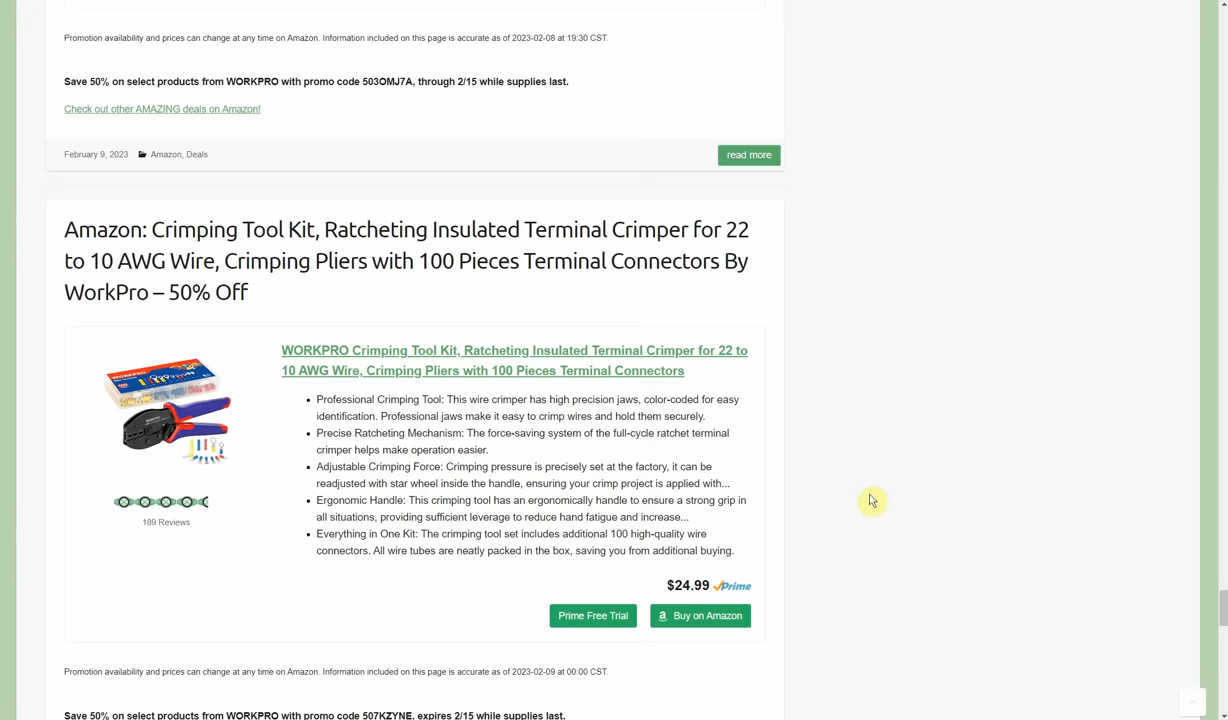 Promotion availability and prices can change at any time on Amazon. Information included on this page is accurate as of 2023-02-08 at 19:30 CST.
Save 50% on select products from WORKPRO with promo code 503OMJ7A, through 2/15 while supplies last.
Check out other AMAZING deals on Amazon!
February 9, 2023 Amazon, Deals
read more
Amazon: Crimping Tool Kit, Ratcheting Insulated Terminal Crimper for 22
to 10 AWG Wire, Crimping Pliers with 100 Pieces Terminal Connectors By
WorkPro – 50% Off
WORKPRO Crimping Tool Kit, Ratcheting Insulated Terminal Crimper for 22 to
10 AWG Wire, Crimping Pliers with 100 Pieces Terminal Connectors
WORKPRO
189 Reviews
Professional Crimping Tool: This wire crimper has high precision jaws, color-coded for easy
identification. Professional jaws make it easy to crimp wires and hold them securely.
Precise Ratcheting Mechanism: The force-saving system of the full-cycle ratchet terminal
crimper helps make operation easier.
Adjustable Crimping Force: Crimping pressure is precisely set at the factory, it can be
readjusted with star wheel inside the handle, ensuring your crimp project is applied with...
Ergonomic Handle: This crimping tool has an ergonomically handle to ensure a strong grip in
all situations, providing sufficient leverage to reduce hand fatigue and increase...
Everything in One Kit: The crimping tool set includes additional 100 high-quality wire
connectors. All wire tubes are neatly packed in the box, saving you from additional buying.
$24.99 Prime
Prime Free Trial
Buy on Amazon
Promotion availability and prices can change at any time on Amazon. Information included on this page is accurate as of 2023-02-09 at 00:00 CST.
Save 50% on select products from WORKPRO with promo code 507KZYNE, expires 2/15 while supplies last.